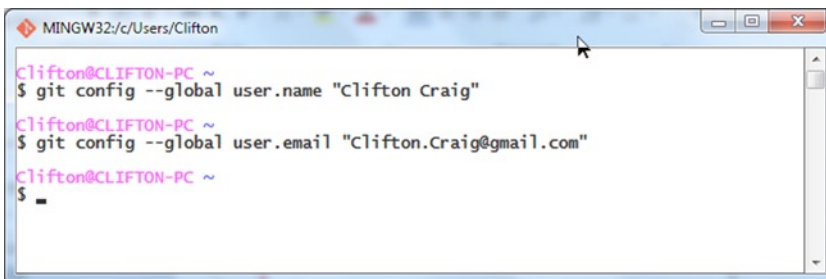 MINGW32:/c/Users/Clifton
Clifton@CLIFTON-PC ~
$ git config --global user.name "Clifton Craig"
Clifton@CLIFTON-PC ~
$ git config --global user.email "Clifton.Craig@gmail.com"
Clifton@CLIFTON-PC ~
$